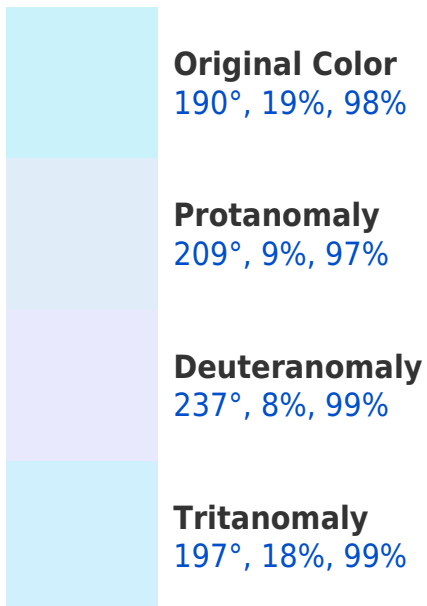 Original Color
190°, 19%, 98%
Protanomaly
209°, 9%, 97%
Deuteranomaly
237°, 8%, 99%
Tritanomaly
197°, 18%, 99%